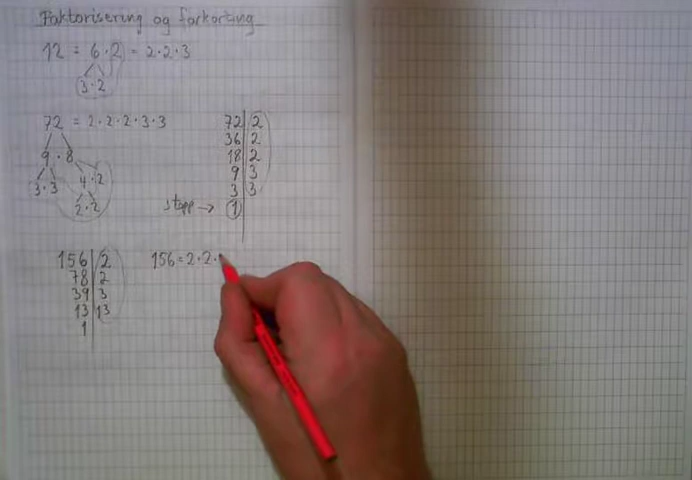 Faktorisering og forkorting
12 = 6 · 2 = 2 · 2 · 3
3 · 2
72 = 2 · 2 · 2 · 3 · 3
9 · 8
3 · 3 4 · 2
2 · 2
72 | 2
36 | 2
18 | 2
9 | 3
3 | 3
stopp → 1
156 | 2
78 | 2
39 | 3
13 | 13
1
156 = 2 · 2 ·